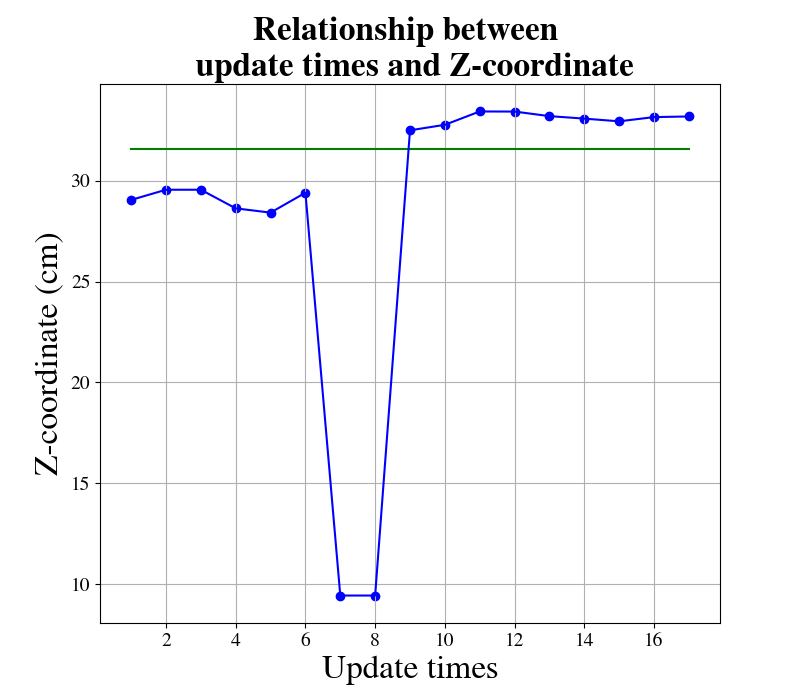 Relationship between
update times and Z-coordinate
Z-coordinate (cm)
30
25
20
15
10
2 4 6 8 10 12 14 16
Update times